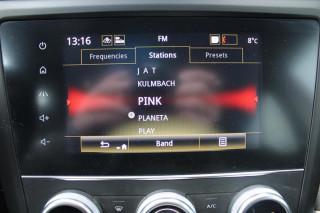 13:16 FM 8°c
Frequencies Stations Presets
J A T
KULMBACH
PINK
PLANETA
PLAY
Band
A/C